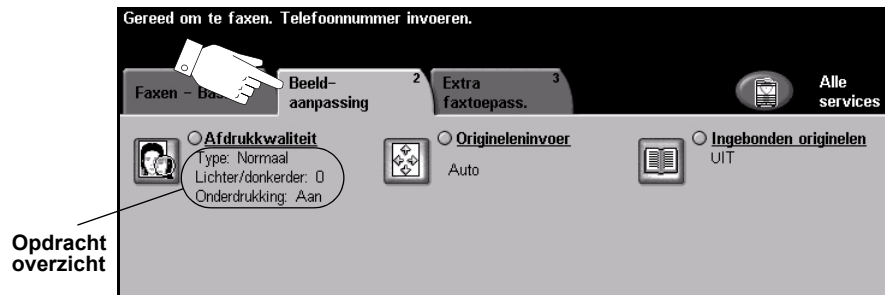 Gereed om te faxen. Telefoonnummer invoeren.
Faxen –
Beeld– 2
aanpassing
Extra 3
faxtoepass.
Alle
services
Afdrukkwaliteit
Type: Normaal
Lichter/donkerder: 0
Onderdrukking: Aan
Origineleninvoer
Auto
Ingebonden originelen
UIT
Opdracht
overzicht